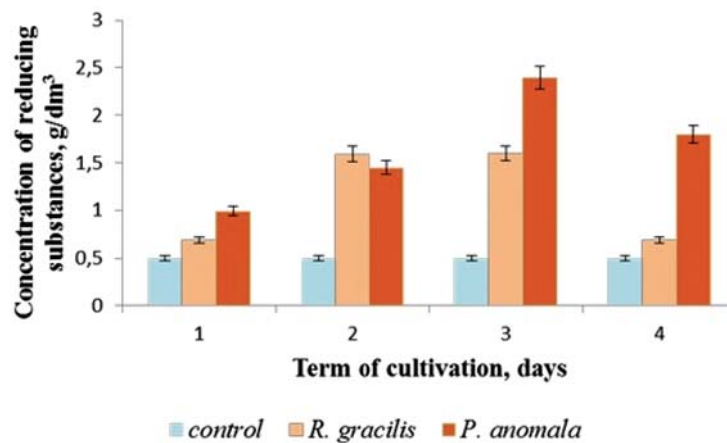 Concentration of reducing
substances, g/dm³
3
2,5
2
1,5
1
0,5
0
1 2 3 4
Term of cultivation, days
control R. gracilis P. anomala